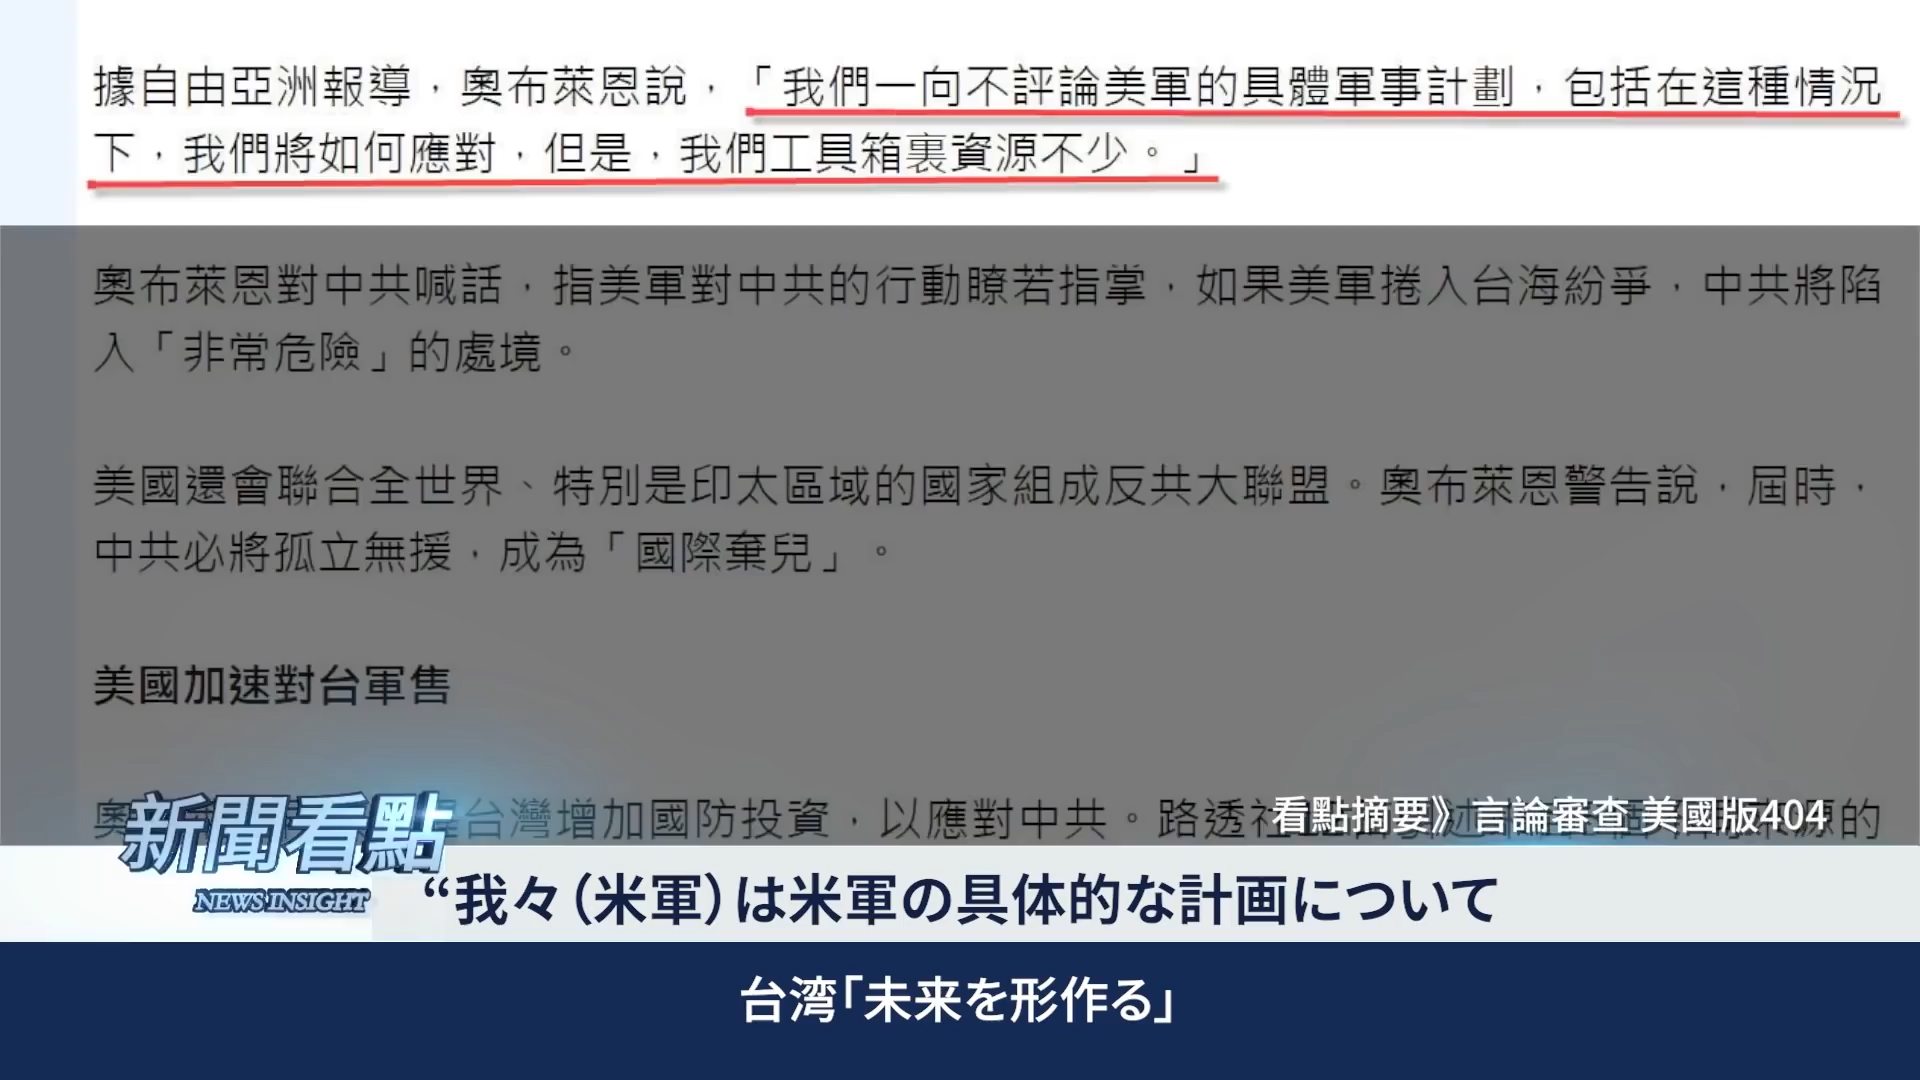 據自由亞洲報導，奧布萊恩說，「我們一向不評論美軍的具體軍事計劃，包括在這種情況
下，我們將如何應對，但是，我們工具箱裏資源不少。」
奧布萊恩對中共喊話，指美軍對中共的行動瞭若指掌，如果美軍捲入台海紛爭，中共將陷
入「非常危險」的處境。
美國還會聯合全世界、特別是印太區域的國家組成反共大聯盟。奧布萊恩警告說，屆時，
中共必將孤立無援，成為「國際棄兒」。
美國加速對台軍售
奧 台灣增加國防投資，以應對中共。路透社 源的
新聞看點
NEWS INSIGHT
看點摘要》言論審查 美國版404
“我々（米軍）は米軍の具体的な計画について
台湾「未来を形作る」